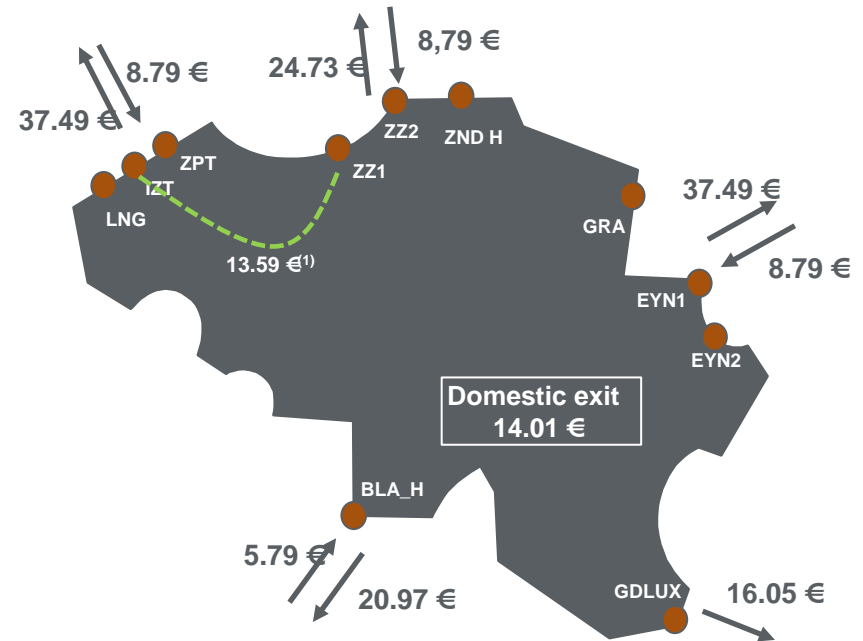 8,79 €
24.73 €
8.79 €
37.49 €
ZZ2
ZND H
ZPT
ZZ1
IZT
37.49 €
LNG
GRA
13.59 €(1)
8.79 €
EYN1
EYN2
Domestic exit
14.01 €
BLA_H
5.79 €
20.97 €
GDLUX
16.05 €